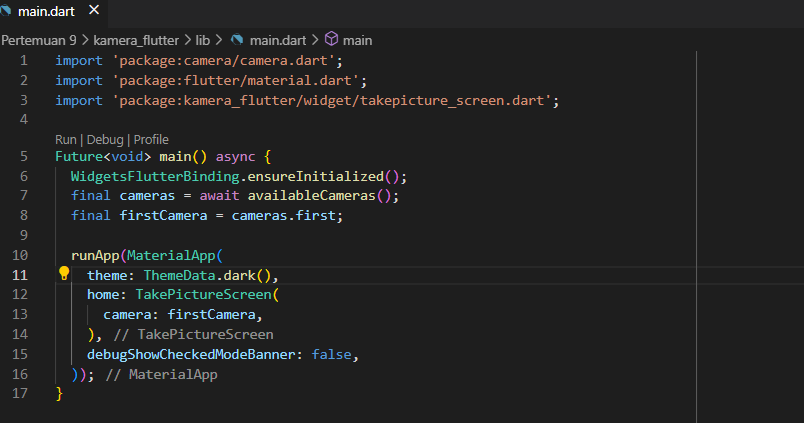 main.dart ×
Pertemuan 9 > kamera_flutter > lib > main.dart > main
1 import 'package:camera/camera.dart';
2 import 'package:flutter/material.dart';
3 import 'package:kamera_flutter/widget/takepicture_screen.dart';
4
Run | Debug | Profile
5 Future<void> main() async {
6   WidgetsFlutterBinding.ensureInitialized();
7   final cameras = await availableCameras();
8   final firstCamera = cameras.first;
9
10   runApp(MaterialApp(
11     theme: ThemeData.dark(),
12     home: TakePictureScreen(
13       camera: firstCamera,
14     ), // TakePictureScreen
15     debugShowCheckedModeBanner: false,
16   )); // MaterialApp
17 }